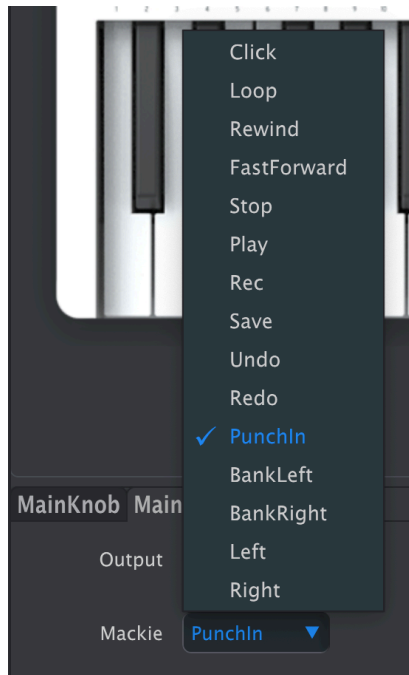 1 2 3 4 5 6 7 8 9 10
Click
Loop
Rewind
FastForward
Stop
Play
Rec
Save
Undo
Redo
✓ PunchIn
BankLeft
BankRight
Left
Right
MainKnob Main
Output
Mackie PunchIn ▼